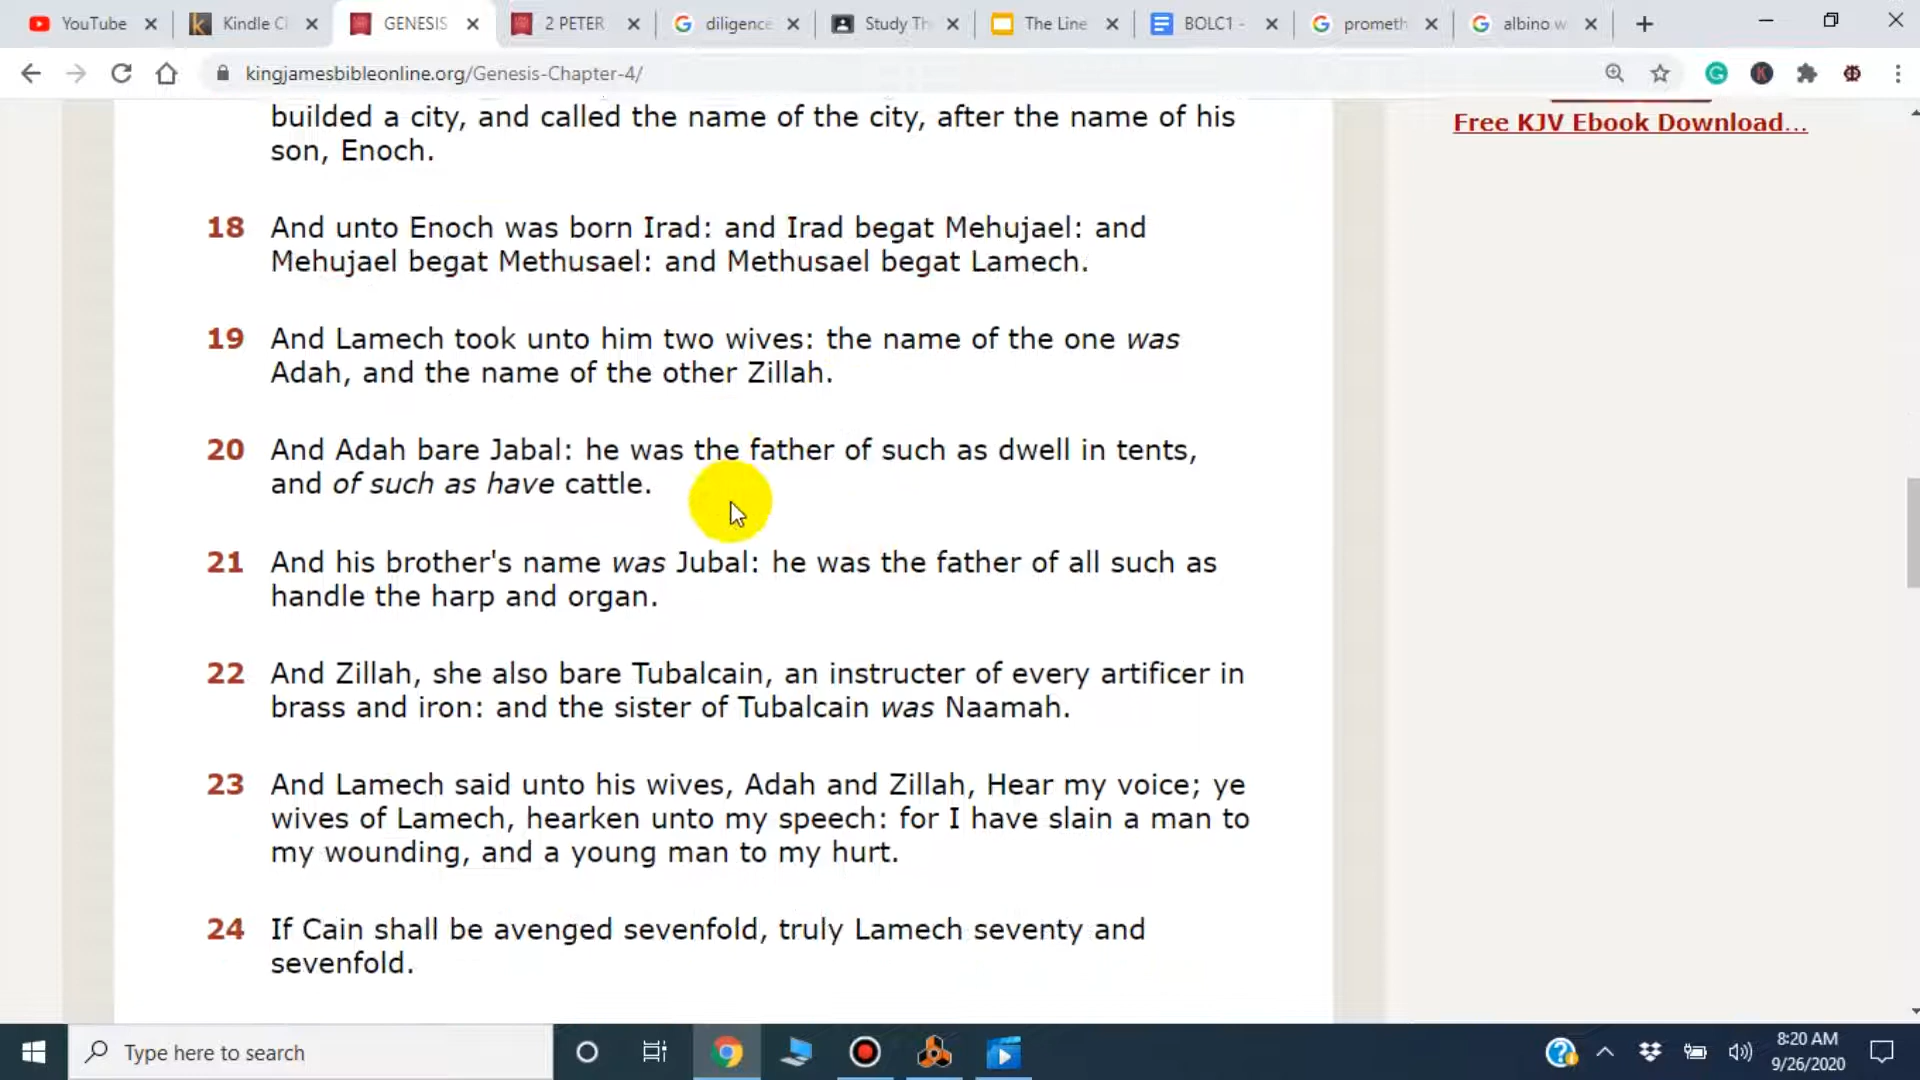 YouTube
Kindle Cl
GENESIS
2 PETER
diligence
Study Th
The Line
BOLC1 -
prometh
albino w
kingjamesbibleonline.org/Genesis-Chapter-4/
builded a city, and called the name of the city, after the name of his
son, Enoch.
Free KJV Ebook Download...
18 And unto Enoch was born Irad: and Irad begat Mehujael: and
Mehujael begat Methusael: and Methusael begat Lamech.
19 And Lamech took unto him two wives: the name of the one was
Adah, and the name of the other Zillah.
20 And Adah bare Jabal: he was the father of such as dwell in tents,
and of such as have cattle.
21 And his brother's name was Jubal: he was the father of all such as
handle the harp and organ.
22 And Zillah, she also bare Tubalcain, an instructer of every artificer in
brass and iron: and the sister of Tubalcain was Naamah.
23 And Lamech said unto his wives, Adah and Zillah, Hear my voice; ye
wives of Lamech, hearken unto my speech: for I have slain a man to
my wounding, and a young man to my hurt.
24 If Cain shall be avenged sevenfold, truly Lamech seventy and
sevenfold.
Type here to search
8:20 AM
9/26/2020